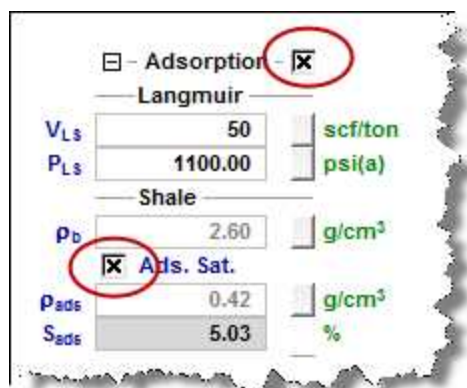 Adsorption
Langmuir
VLs 50 scf/ton
PLs 1100.00 psi(a)
Shale
ρb 2.60 g/cm³
Ads. Sat.
ρads 0.42 g/cm³
Sads 5.03 %